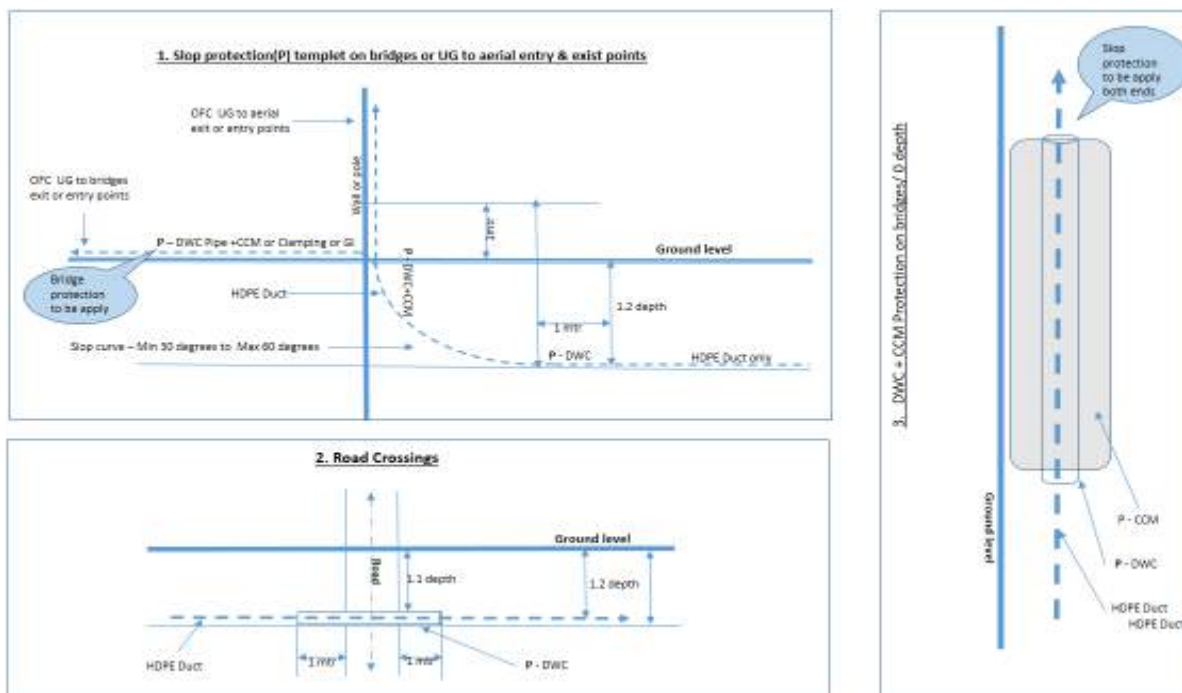 1. Slop protection(P) templet on bridges or UG to aerial entry & exist points
OFC UG to aerial
exit or entry points
OFC UG to bridges
exit or entry points
Wall or pole
1mtr
P – DWC Pipe +CCM or Clamping or GI
Ground level
Bridge
protection
to be apply
HDPE Duct
P - DWC+CCM
1.2 depth
1 mtr
Slop curve – Min 30 degrees to Max 60 degrees
P - DWC
HDPE Duct only
2. Road Crossings
Ground level
Road
1.1 depth
1.2 depth
HDPE Duct
1 mtr
1 mtr
P - DWC
3. DWC + CCM Protection on bridges/ 0 depth
Slop
protection
to be apply
both ends
Ground level
P - CCM
P - DWC
HDPE Duct
HDPE Duct